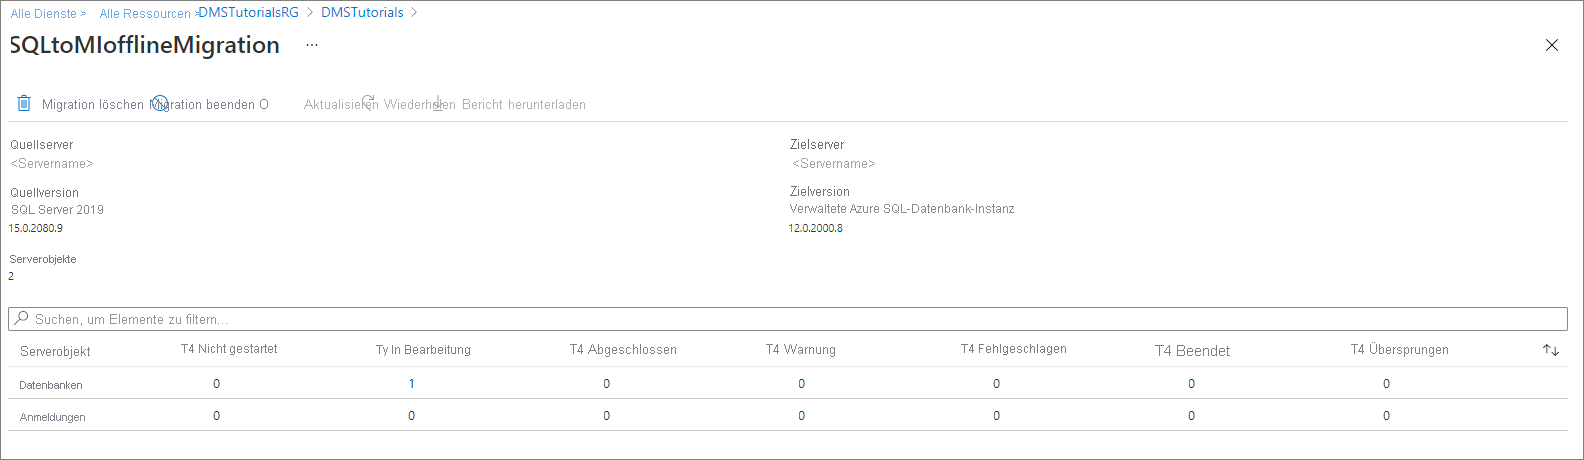 Alle Dienste > Alle Ressourcen > DMSTutorialsRG > DMSTutorials >
SQLtoMIofflineMigration ...
Migration löschen Migration beenden O Aktualisieren Wiederholen Bericht herunterladen
Quellserver Zielserver
<Servername> <Servername>
Quellversion Zielversion
SQL Server 2019 Verwaltete Azure SQL-Datenbank-Instanz
15.0.2080.9 12.0.2000.8
Serverobjekte
2
Suchen, um Elemente zu filtern...
Serverobjekt T4 Nicht gestartet Ty In Bearbeitung T4 Abgeschlossen T4 Warnung T4 Fehlgeschlagen T4 Beendet T4 Übersprungen
Datenbanken 0 1 0 0 0 0 0
Anmeldungen 0 0 0 0 0 0 0